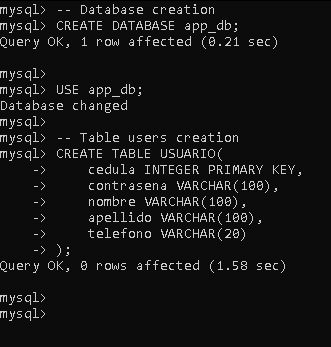 mysql> -- Database creation
mysql> CREATE DATABASE app_db;
Query OK, 1 row affected (0.21 sec)
mysql>
mysql> USE app_db;
Database changed
mysql>
mysql> -- Table users creation
mysql> CREATE TABLE USUARIO(
    ->     cedula INTEGER PRIMARY KEY,
    ->     contrasena VARCHAR(100),
    ->     nombre VARCHAR(100),
    ->     apellido VARCHAR(100),
    ->     telefono VARCHAR(20)
    -> );
Query OK, 0 rows affected (1.58 sec)
mysql>
mysql>